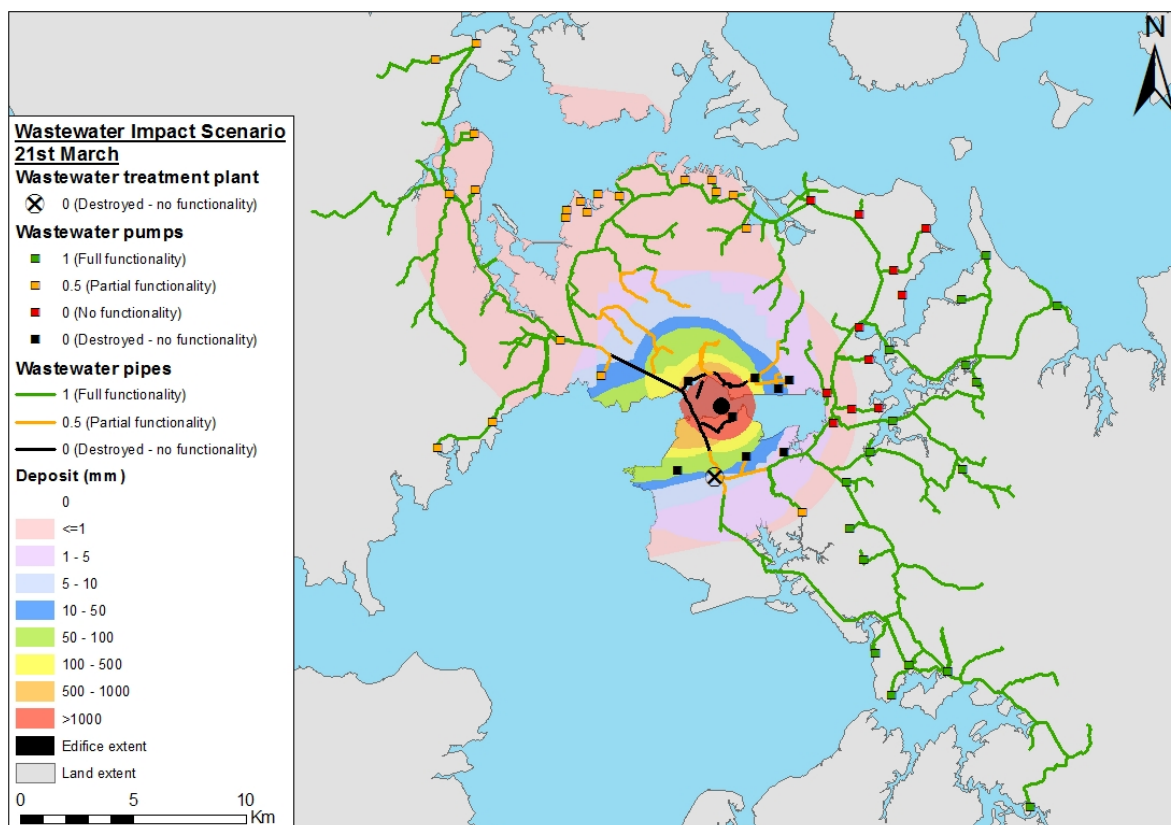 N
Wastewater Impact Scenario
21st March
Wastewater treatment plant
0 (Destroyed - no functionality)
Wastewater pumps
1 (Full functionality)
0.5 (Partial functionality)
0 (No functionality)
0 (Destroyed - no functionality)
Wastewater pipes
1 (Full functionality)
0.5 (Partial functionality)
0 (Destroyed - no functionality)
Deposit (mm)
0
<=1
1 - 5
5 - 10
10 - 50
50 - 100
100 - 500
500 - 1000
>1000
Edifice extent
Land extent
0 5 10
Km